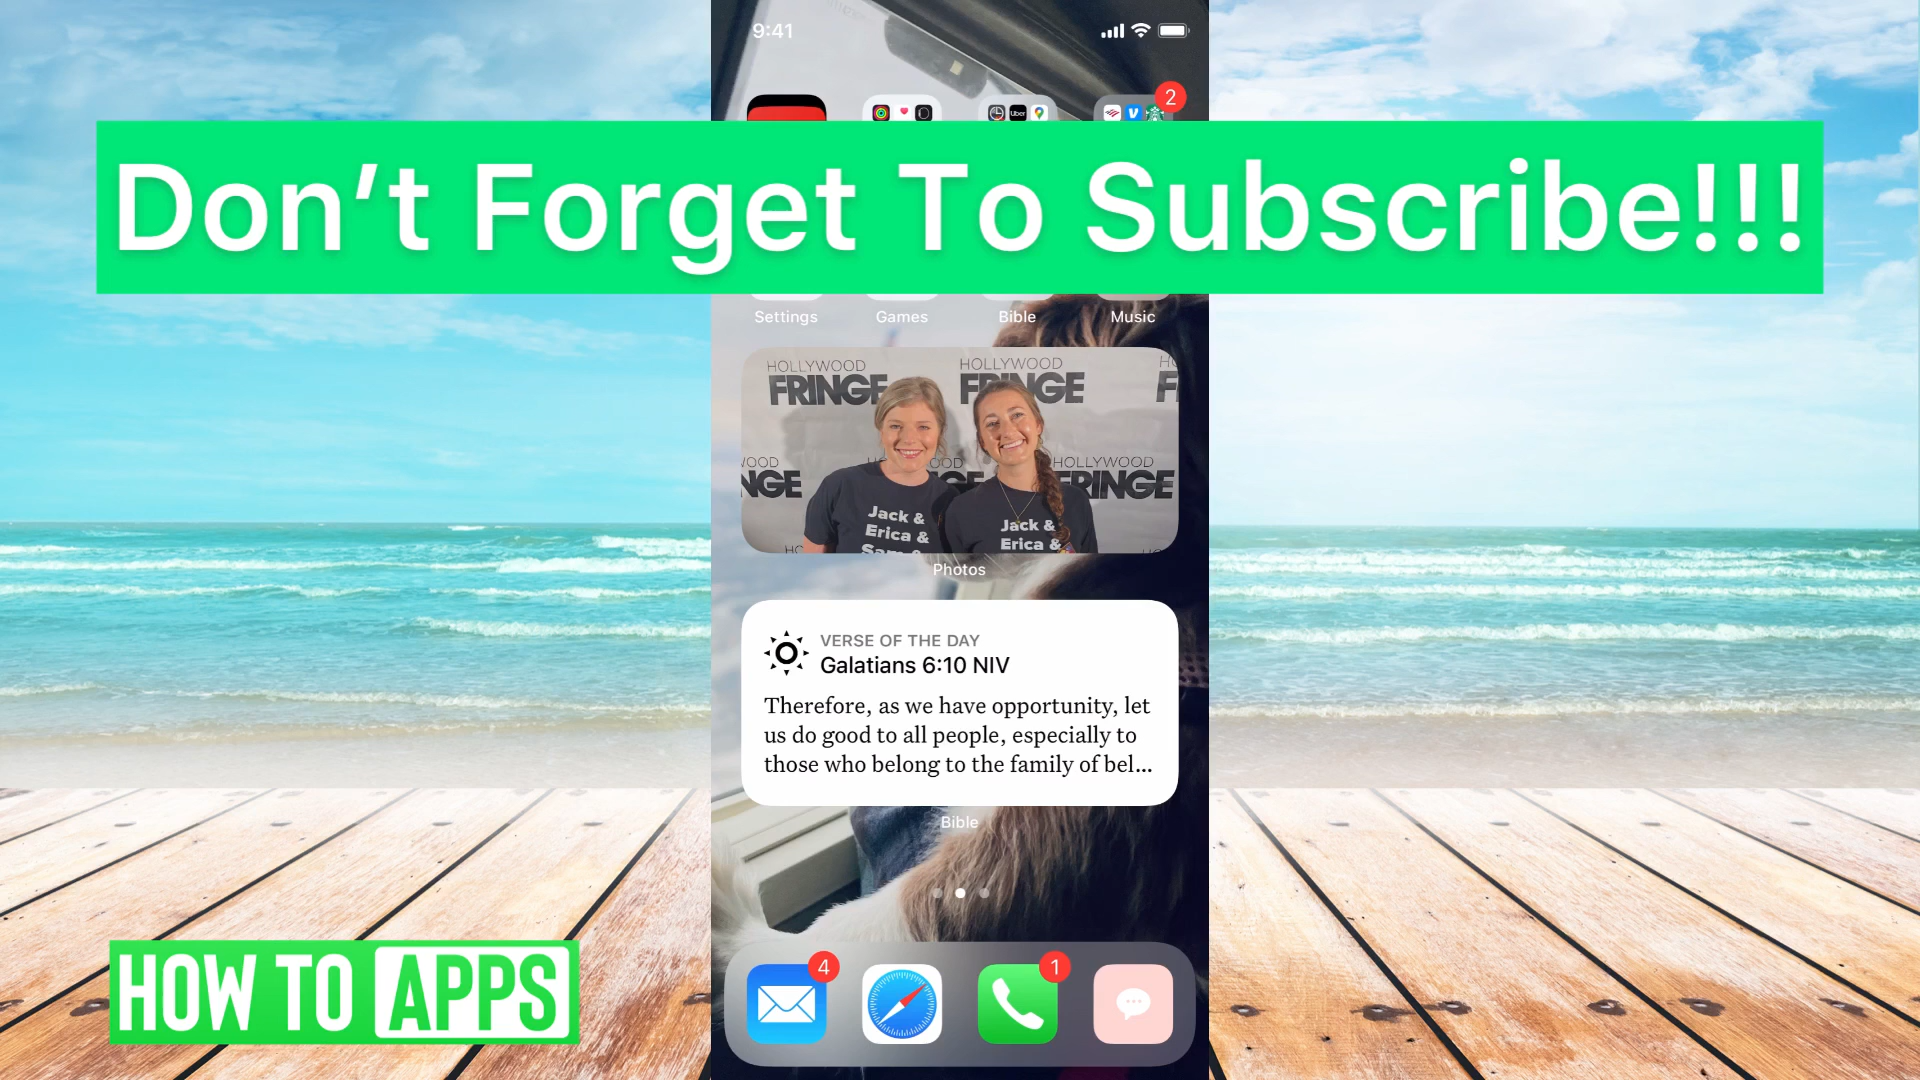 9:41
2
Uber
Don't Forget To Subscribe!!!
Settings
Games
Bible
Music
HOLLYWOOD
FRINGE
HOLLYWOOD
FRINGE
HOLLYWOOD
FRINGE
Jack &
Erica &
Jack &
Erica &
Photos
VERSE OF THE DAY
Galatians 6:10 NIV
Therefore, as we have opportunity, let
us do good to all people, especially to
those who belong to the family of bel...
Bible
4
1
HOW TO APPS